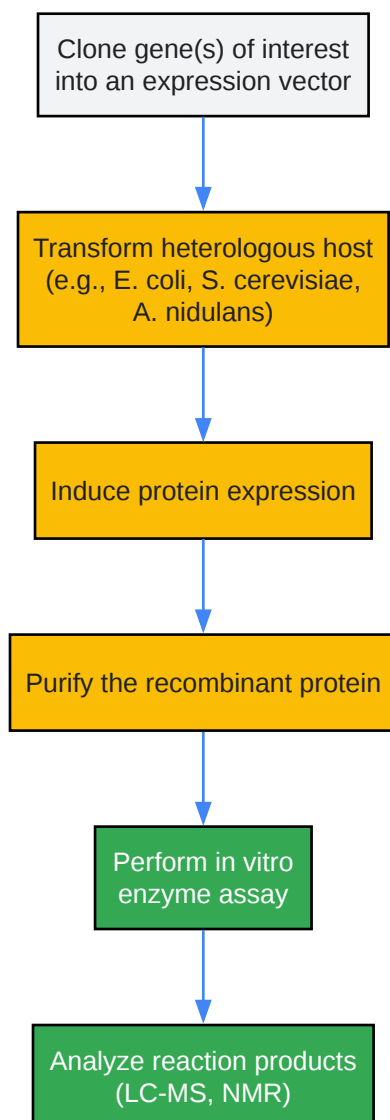 Clone gene(s) of interest
into an expression vector
Transform heterologous host
(e.g., E. coli, S. cerevisiae,
A. nidulans)
Induce protein expression
Purify the recombinant protein
Perform in vitro
enzyme assay
Analyze reaction products
(LC-MS, NMR)